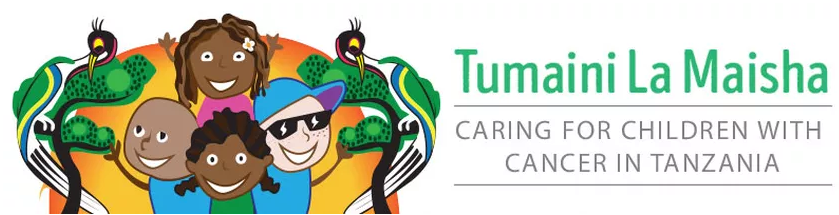 Tumaini La Maisha
CARING FOR CHILDREN WITH
CANCER IN TANZANIA